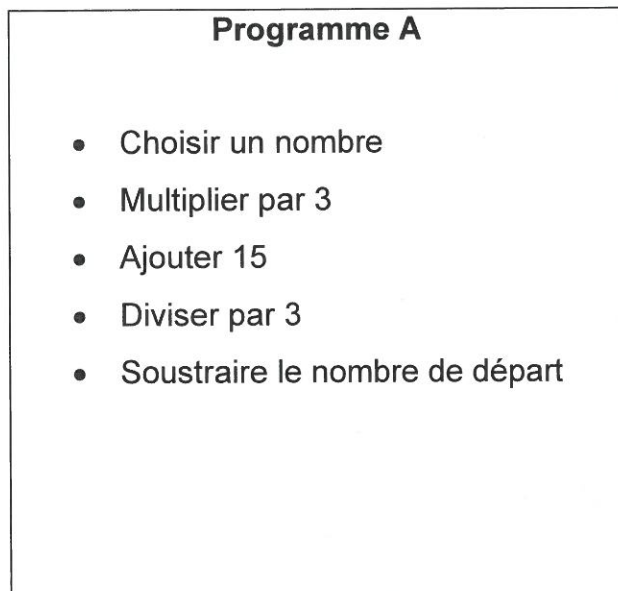 Programme A
• Choisir un nombre
• Multiplier par 3
• Ajouter 15
• Diviser par 3
• Soustraire le nombre de départ